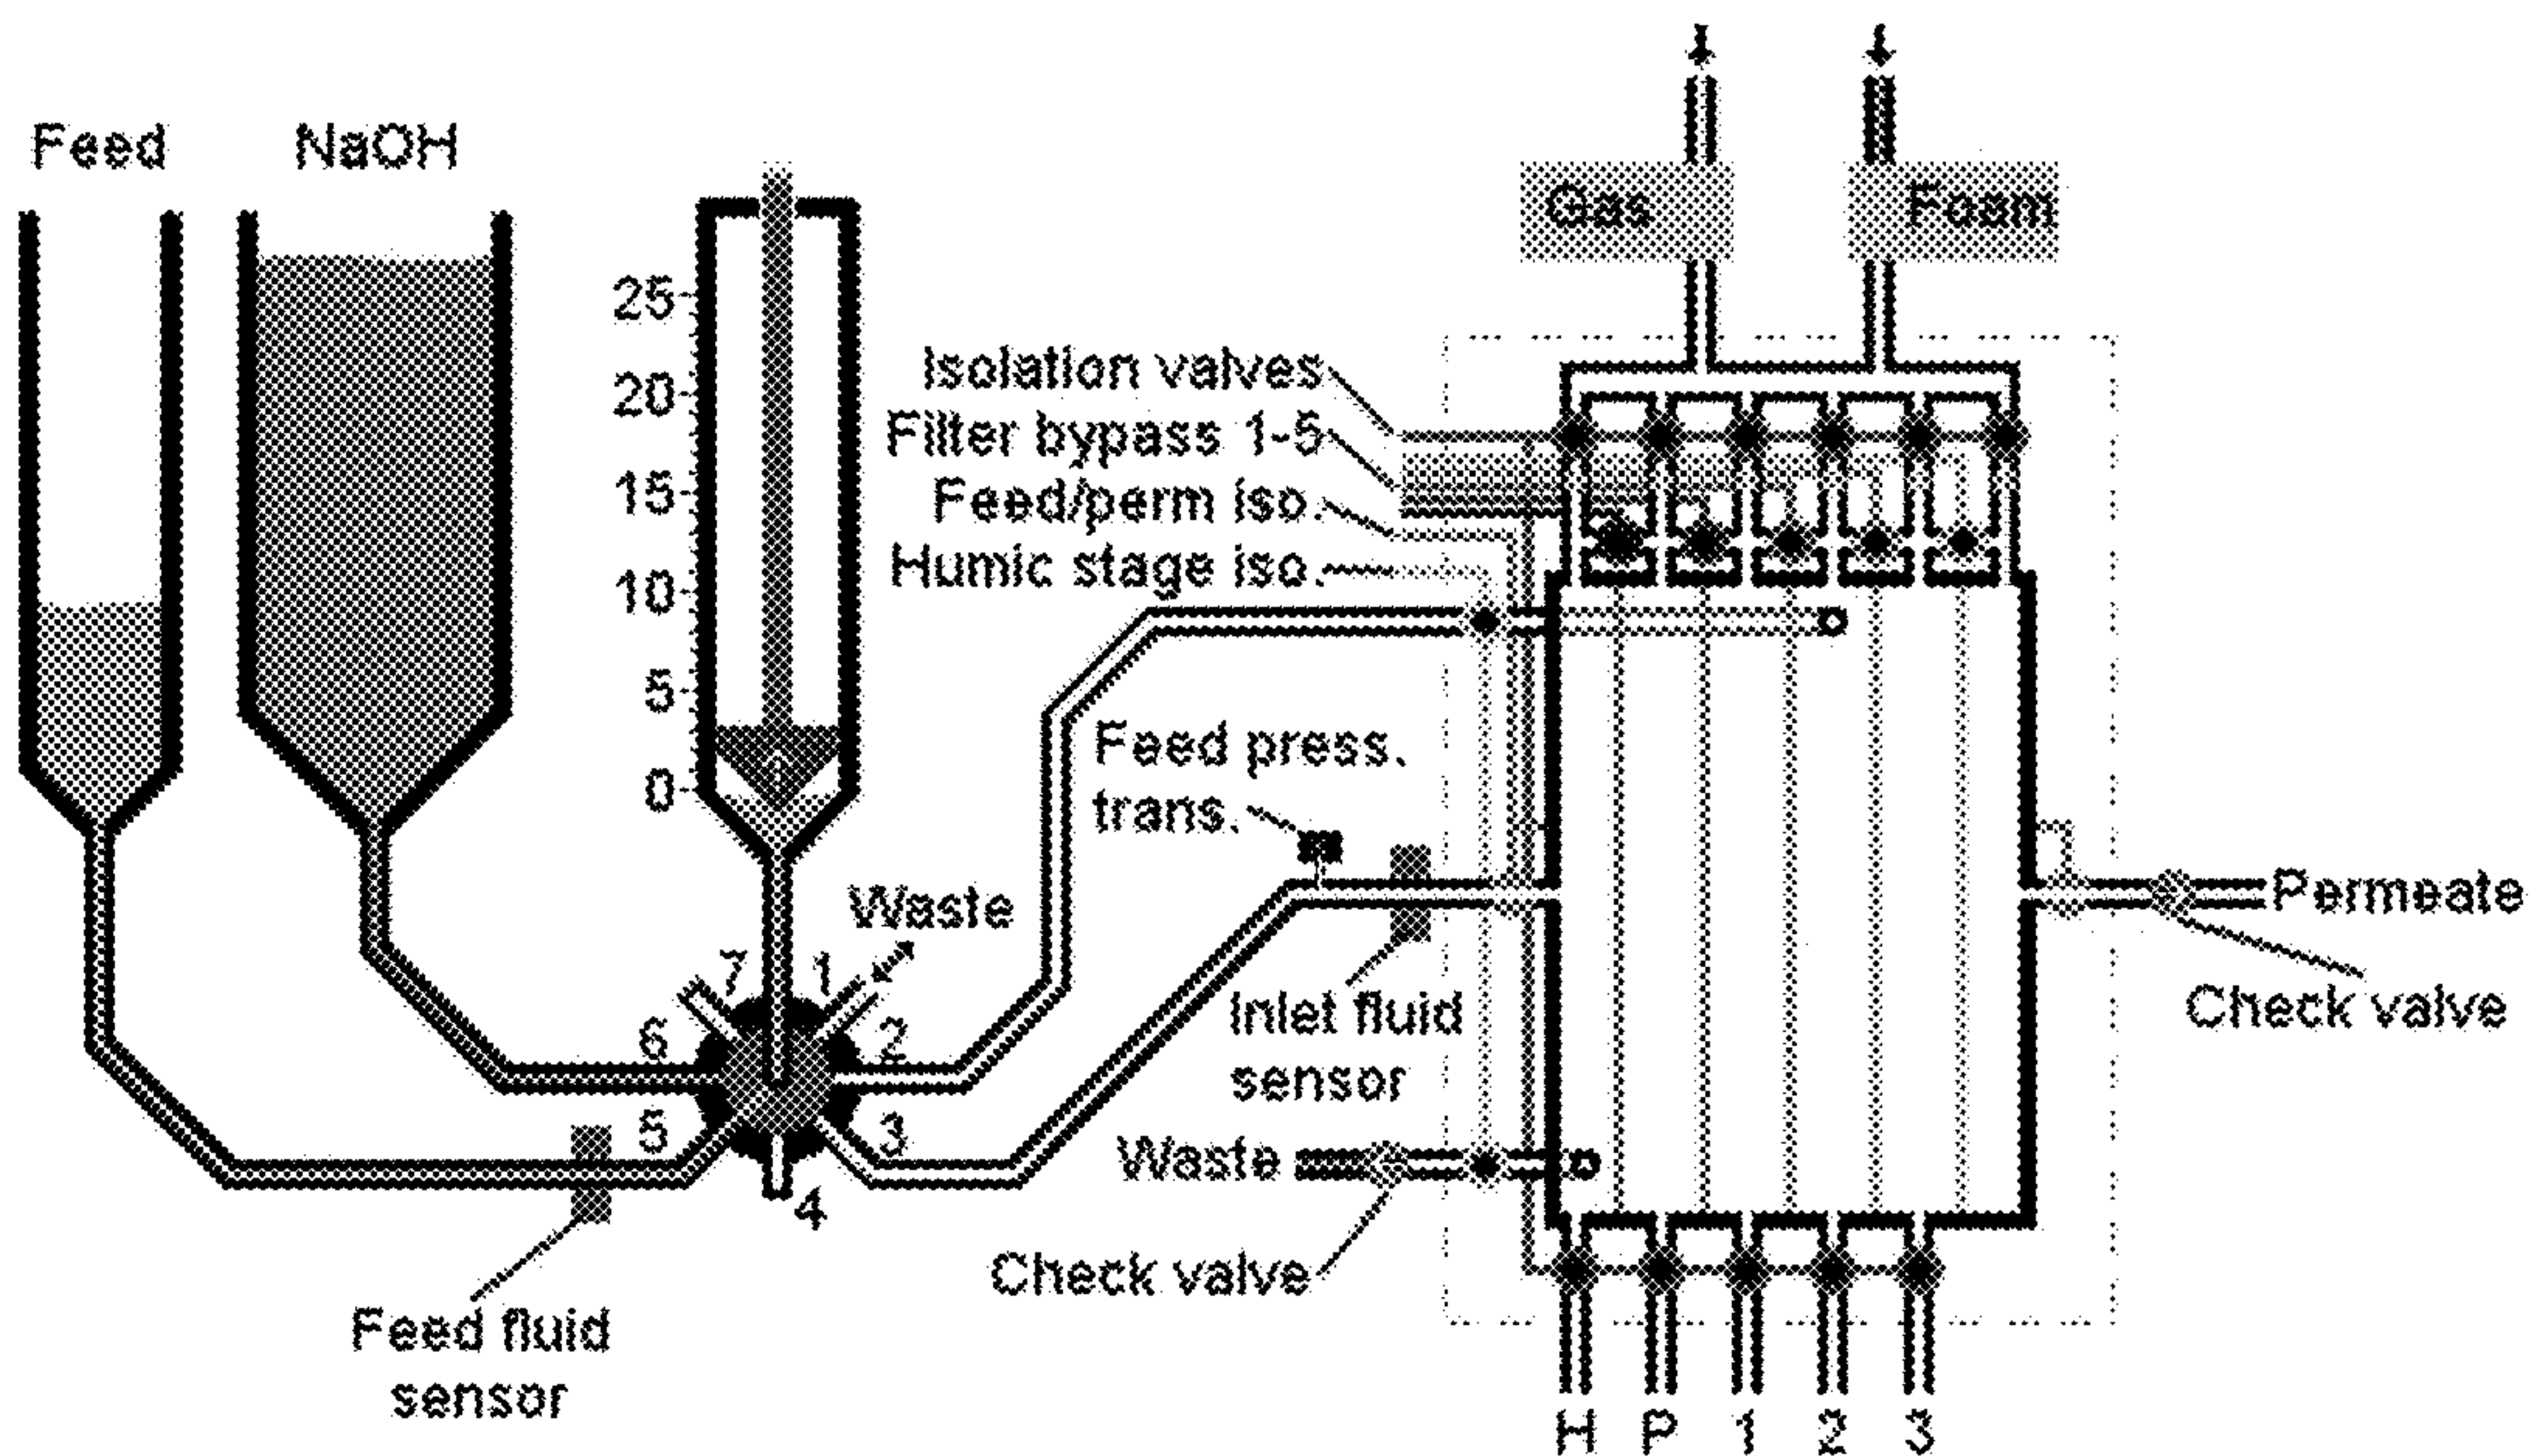 Feed
NaOH
Gas
Foam
25
20
15
10
5
0
Isolation valves
Filter bypass 1-5
Feed/perm iso.
Humic stage iso.
Feed press.
trans.
Waste
7
1
6
2
5
3
4
Inlet fluid
sensor
Permeate
Check valve
Waste
Check valve
Feed fluid
sensor
H P 1 2 3